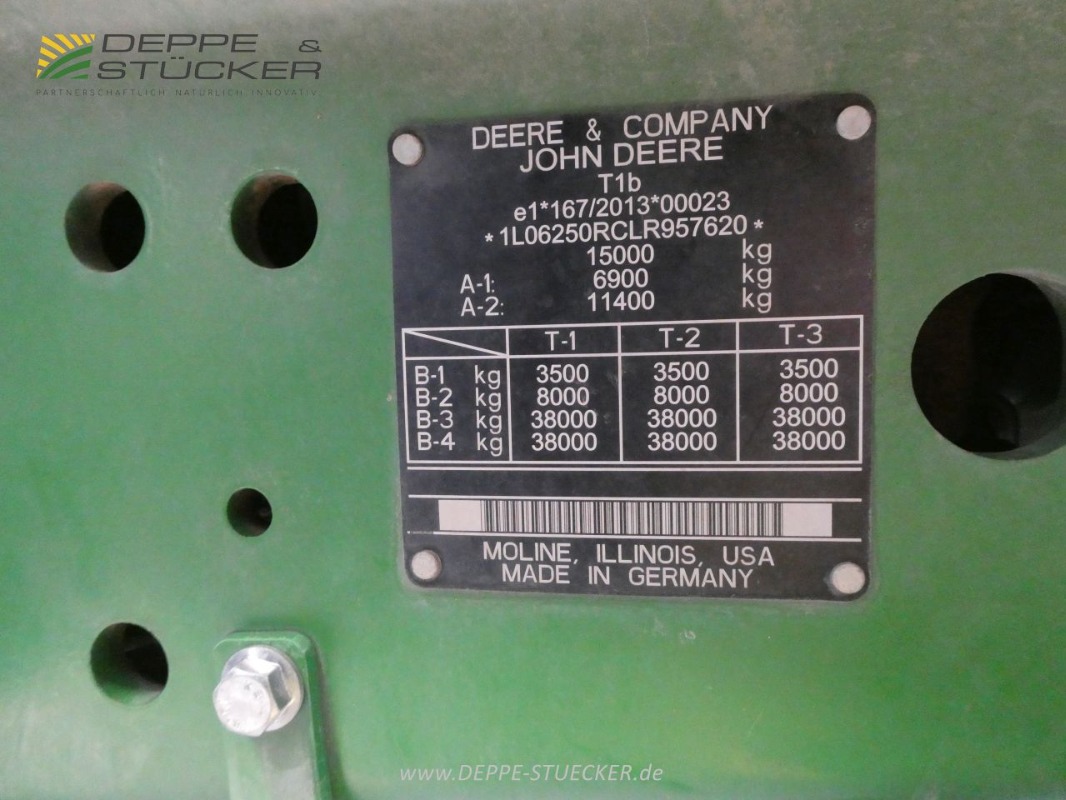 DEPPE &
STÜCKER
PARTNERSCHAFTLICH. NATÜRLICH. INNOVATIV.
DEERE & COMPANY
JOHN DEERE
T1b
e1*167/2013*00023
*1L06250RCLR957620*
15000 kg
A-1: 6900 kg
A-2: 11400 kg
T-1 T-2 T-3
B-1 kg 3500 3500 3500
B-2 kg 8000 8000 8000
B-3 kg 38000 38000 38000
B-4 kg 38000 38000 38000
MOLINE, ILLINOIS, USA
MADE IN GERMANY
www.DEPPE-STUECKER.de